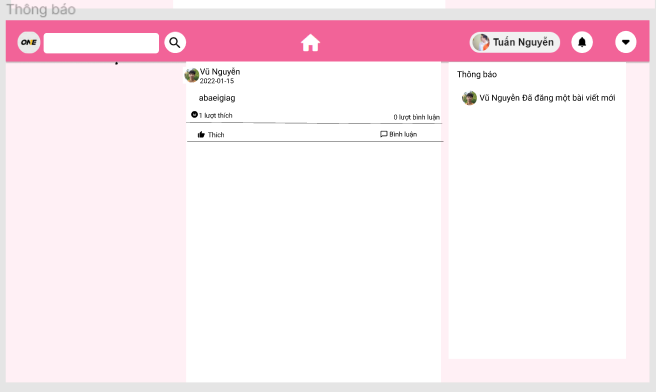 Thông báo
ONE
Tuấn Nguyễn
Vũ Nguyễn
2022-01-15
abaeigiag
1 lượt thích
0 lượt bình luận
Thích
Bình luận
Thông báo
Vũ Nguyễn Đã đăng một bài viết mới